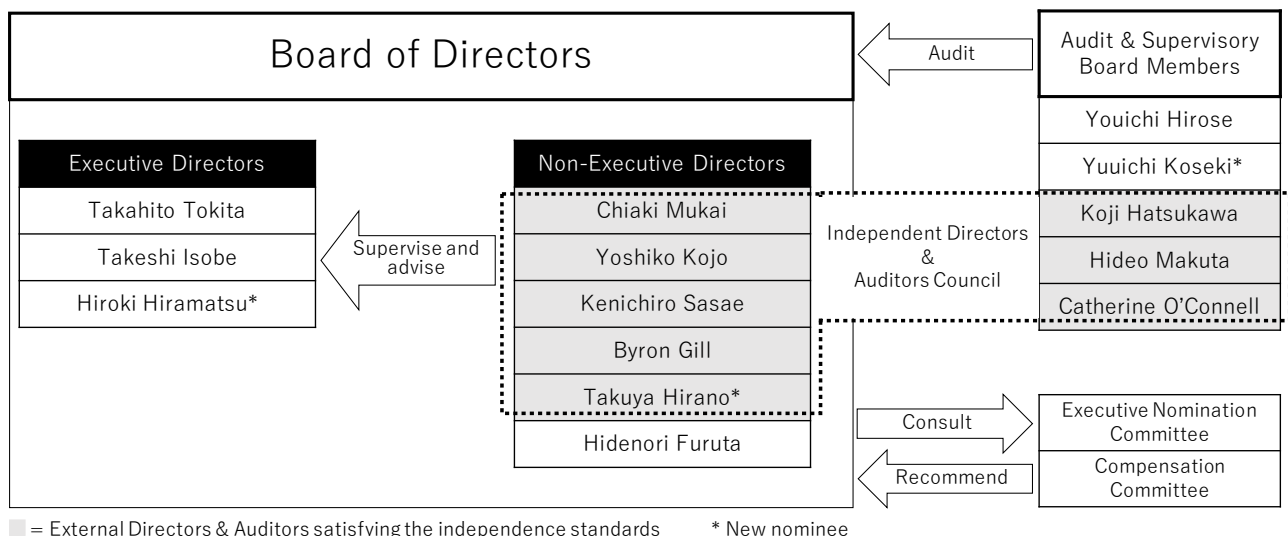 Board of Directors
Audit
Audit & Supervisory
Board Members
Youichi Hirose
Yuuichi Koseki*
Koji Hatsukawa
Hideo Makuta
Catherine O'Connell
Executive Directors
Takahito Tokita
Takeshi Isobe
Hiroki Hiramatsu*
Supervise and
advise
Non-Executive Directors
Chiaki Mukai
Yoshiko Kojo
Kenichiro Sasae
Byron Gill
Takuya Hirano*
Hidenori Furuta
Independent Directors
&
Auditors Council
Consult
Recommend
Executive Nomination
Committee
Compensation
Committee
= External Directors & Auditors satisfying the independence standards * New nominee